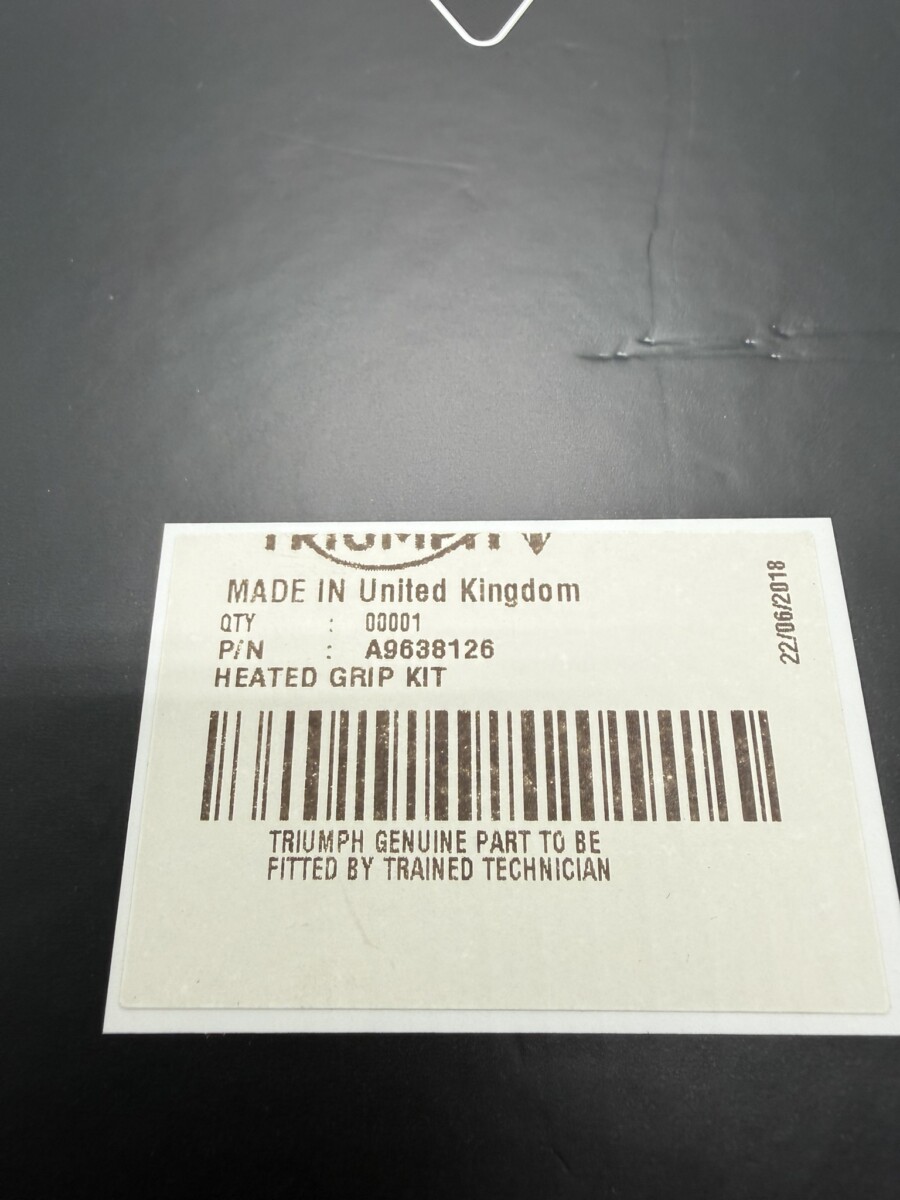 TRIUMPH
MADE IN United Kingdom
QTY : 00001
P/N : A9638126
HEATED GRIP KIT
22/06/2018
TRIUMPH GENUINE PART TO BE
FITTED BY TRAINED TECHNICIAN